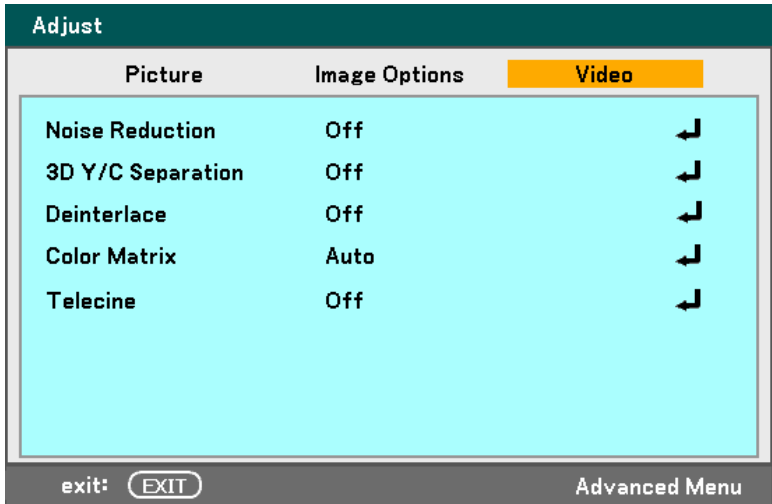 Adjust
Picture Image Options Video
Noise Reduction Off
3D Y/C Separation Off
Deinterlace Off
Color Matrix Auto
Telecine Off
exit: EXIT Advanced Menu